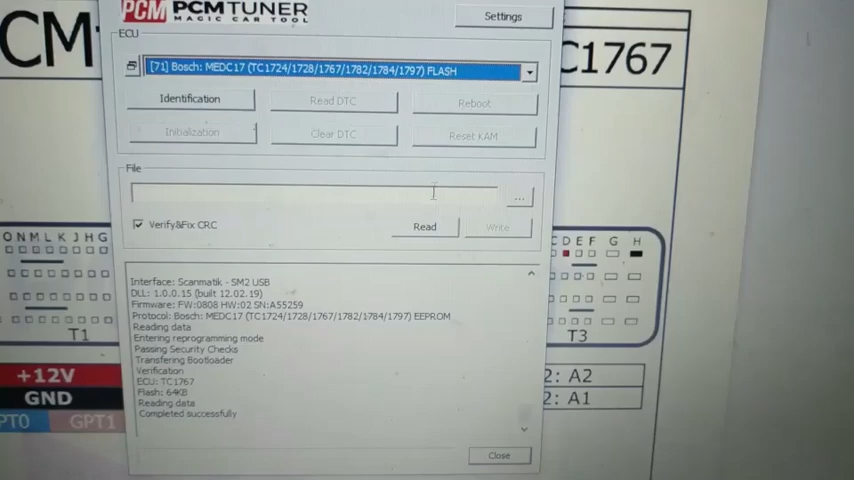 PCM PCMTUNER
MAGIC CAR TOOL
Settings
CM
C1767
ECU
[71] Bosch: MEDC17 (TC1724/1728/1767/1782/1784/1797) FLASH
Identification
Read DTC
Reboot
Initialization
Clear DTC
Reset KAM
File
...
Verify&Fix CRC
Read
Write
O N M L K J H G
C D E F G H
Interface: Scanmatik - SM2 USB
DLL: 1.0.0.15 (built 12.02.19)
Firmware: FW:0808 HW:02 SN:A55259
Protocol: Bosch: MEDC17 (TC1724/1728/1767/1782/1784/1797) EEPROM
Reading data
Entering reprogramming mode
Passing Security Checks
Transfering Bootloader
Verification
ECU: TC1767
Flash: 64KB
Reading data
Completed successfully
T1
T3
+12V
GND
PT0
GPT1
2: A2
2: A1
Close